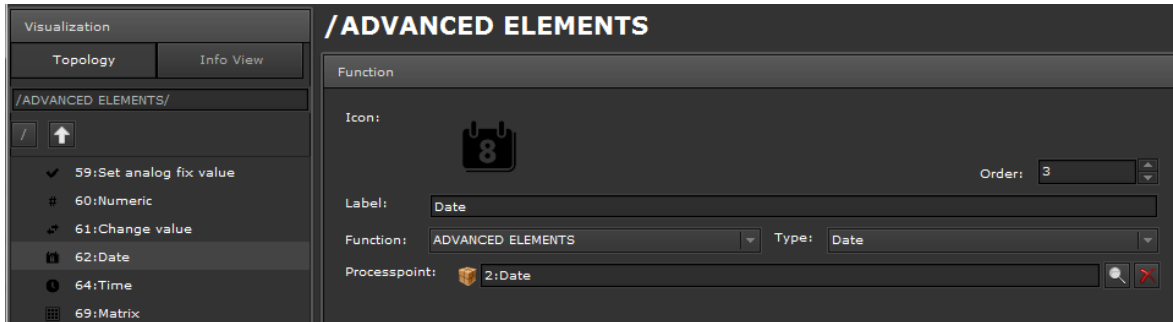 Visualization
Topology
Info View
/ADVANCED ELEMENTS/
/
59:Set analog fix value
# 60:Numeric
61:Change value
62:Date
64:Time
69:Matrix
/ADVANCED ELEMENTS
Function
Icon:
8
Order: 3
Label: Date
Function: ADVANCED ELEMENTS Type: Date
Processpoint: 2:Date